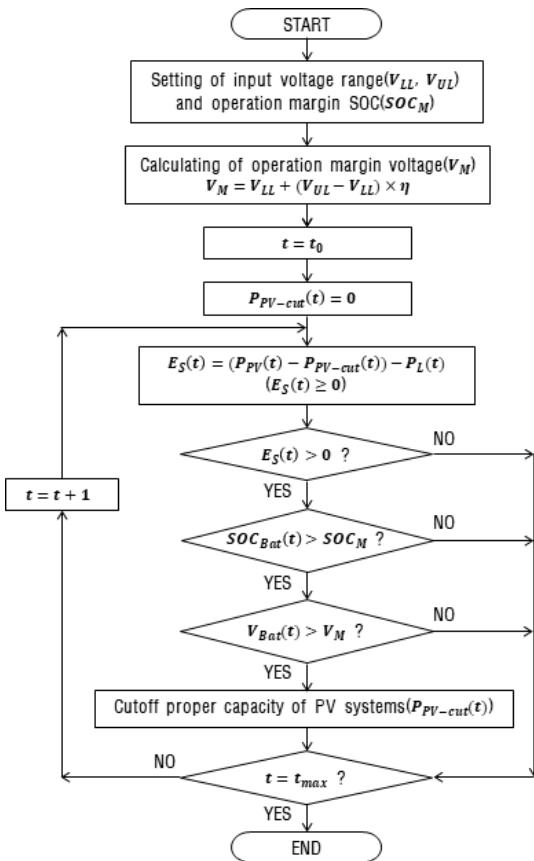 START
Setting of input voltage range(V_LL, V_UL)
and operation margin SOC(SOC_M)
Calculating of operation margin voltage(V_M)
V_M = V_LL + (V_UL − V_LL) × η
t = t_0
P_PV−cut(t) = 0
E_S(t) = (P_PV(t) − P_PV−cut(t)) − P_L(t)
(E_S(t) ≥ 0)
E_S(t) > 0 ?
NO
YES
t = t + 1
SOC_Bat(t) > SOC_M ?
NO
YES
V_Bat(t) > V_M ?
NO
YES
Cutoff proper capacity of PV systems(P_PV−cut(t))
NO
t = t_max ?
YES
END